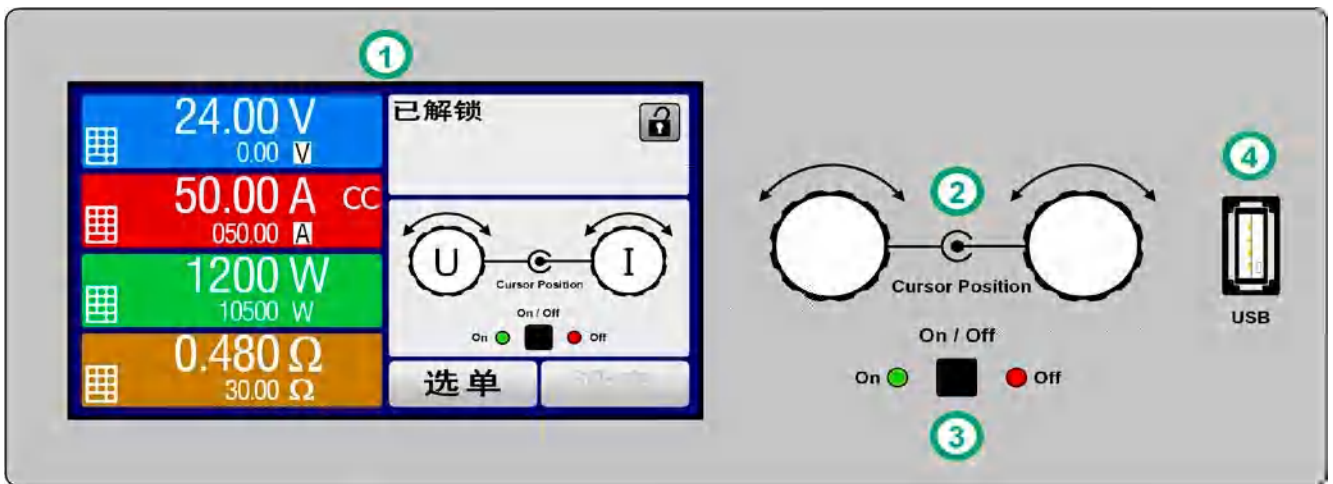 1
24.00 V
0.00 V
50.00 A CC
050.00 A
1200 W
10500 W
0.480 Ω
30.00 Ω
已解锁
U
I
Cursor Position
On / Off
On
Off
选单
2
Cursor Position
On / Off
On
Off
3
4
USB